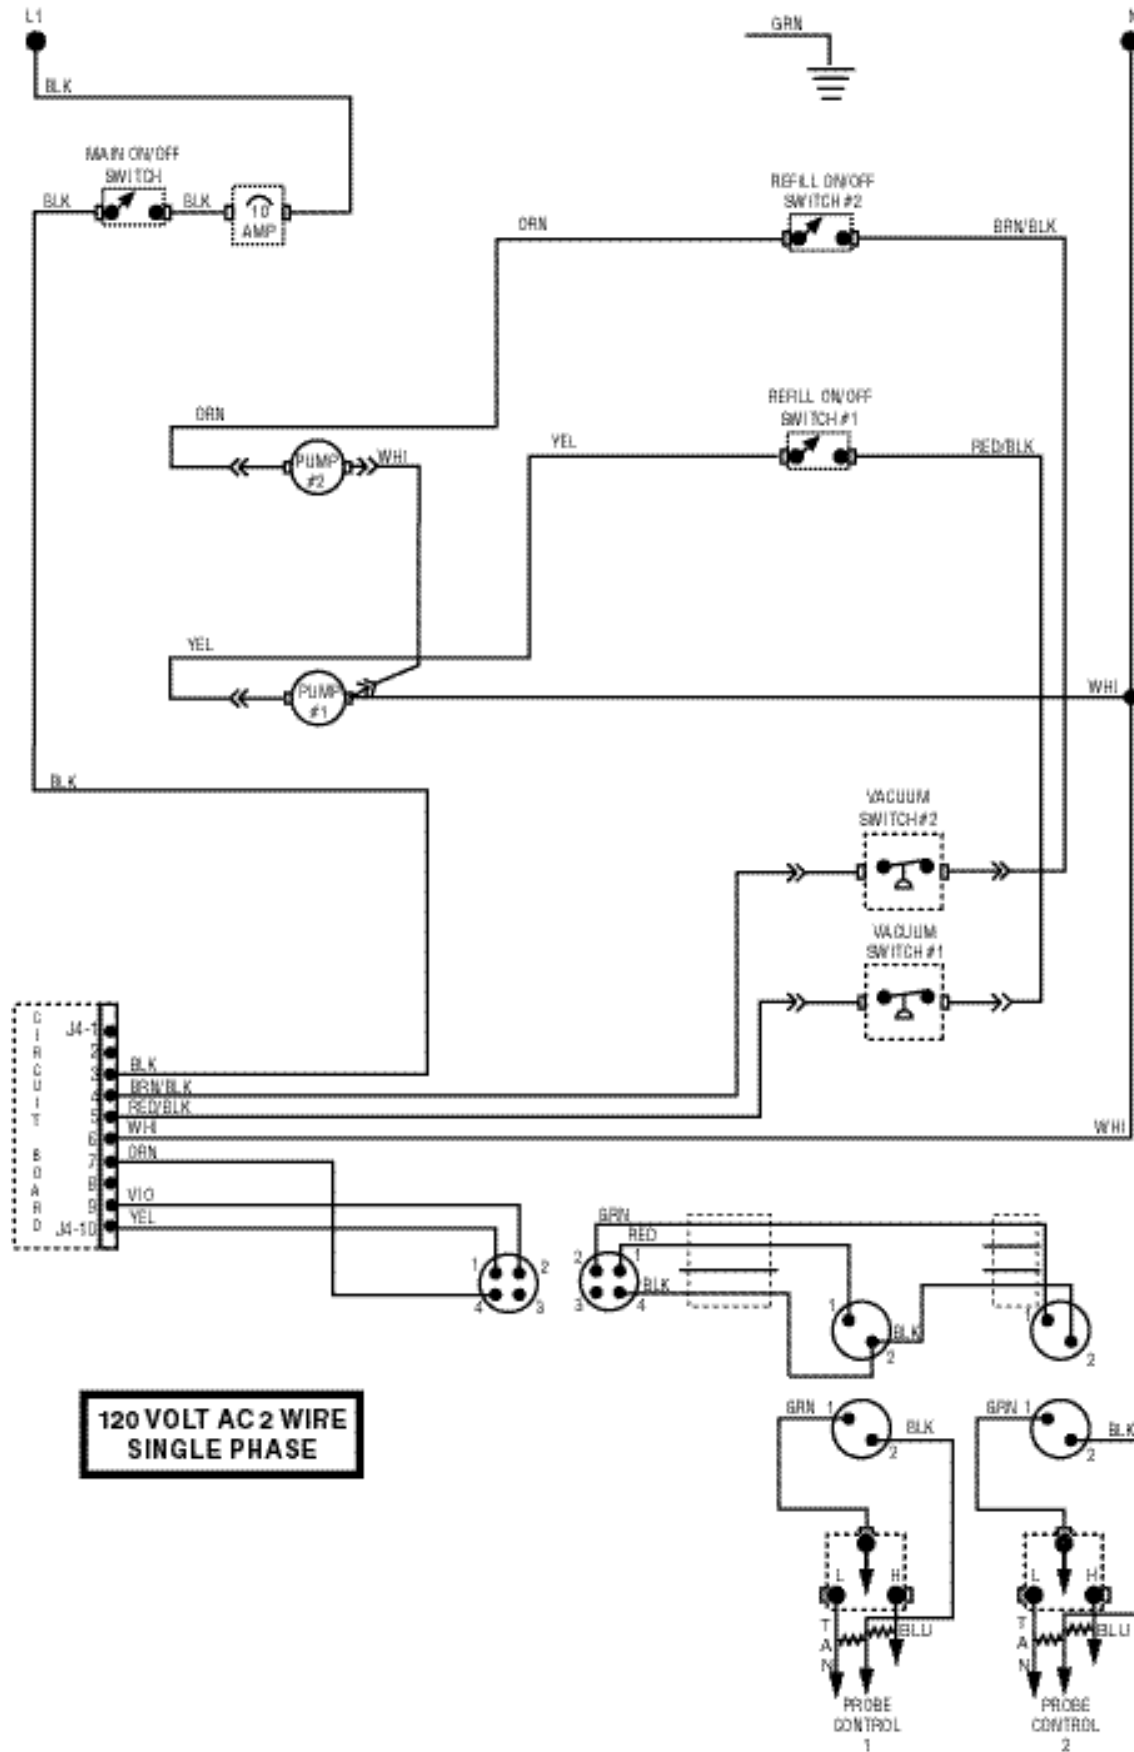 L1
GRN
N
BLK
MAIN ON/OFF
SWITCH
BLK
BLK
10
AMP
REFILL ON/OFF
SWITCH #2
ORN
BRN/BLK
REFILL ON/OFF
SWITCH #1
ORN
YEL
RED/BLK
PUMP
#2
WHI
YEL
PUMP
#1
WHI
BLK
VACUUM
SWITCH #2
VACUUM
SWITCH #1
CIRCUIT BOARD
J4-1
2
3
BLK
4
BRN/BLK
5
RED/BLK
6
WHI
WHI
7
ORN
8
9
VIO
J4-10
YEL
1
2
4
3
GRN
RED
2
1
BLK
3
4
1
BLK
2
1
2
120 VOLT AC 2 WIRE
SINGLE PHASE
GRN 1
BLK
2
GRN 1
BLK
2
L
H
L
H
TAN
BLU
TAN
BLU
PROBE
CONTROL
1
PROBE
CONTROL
2